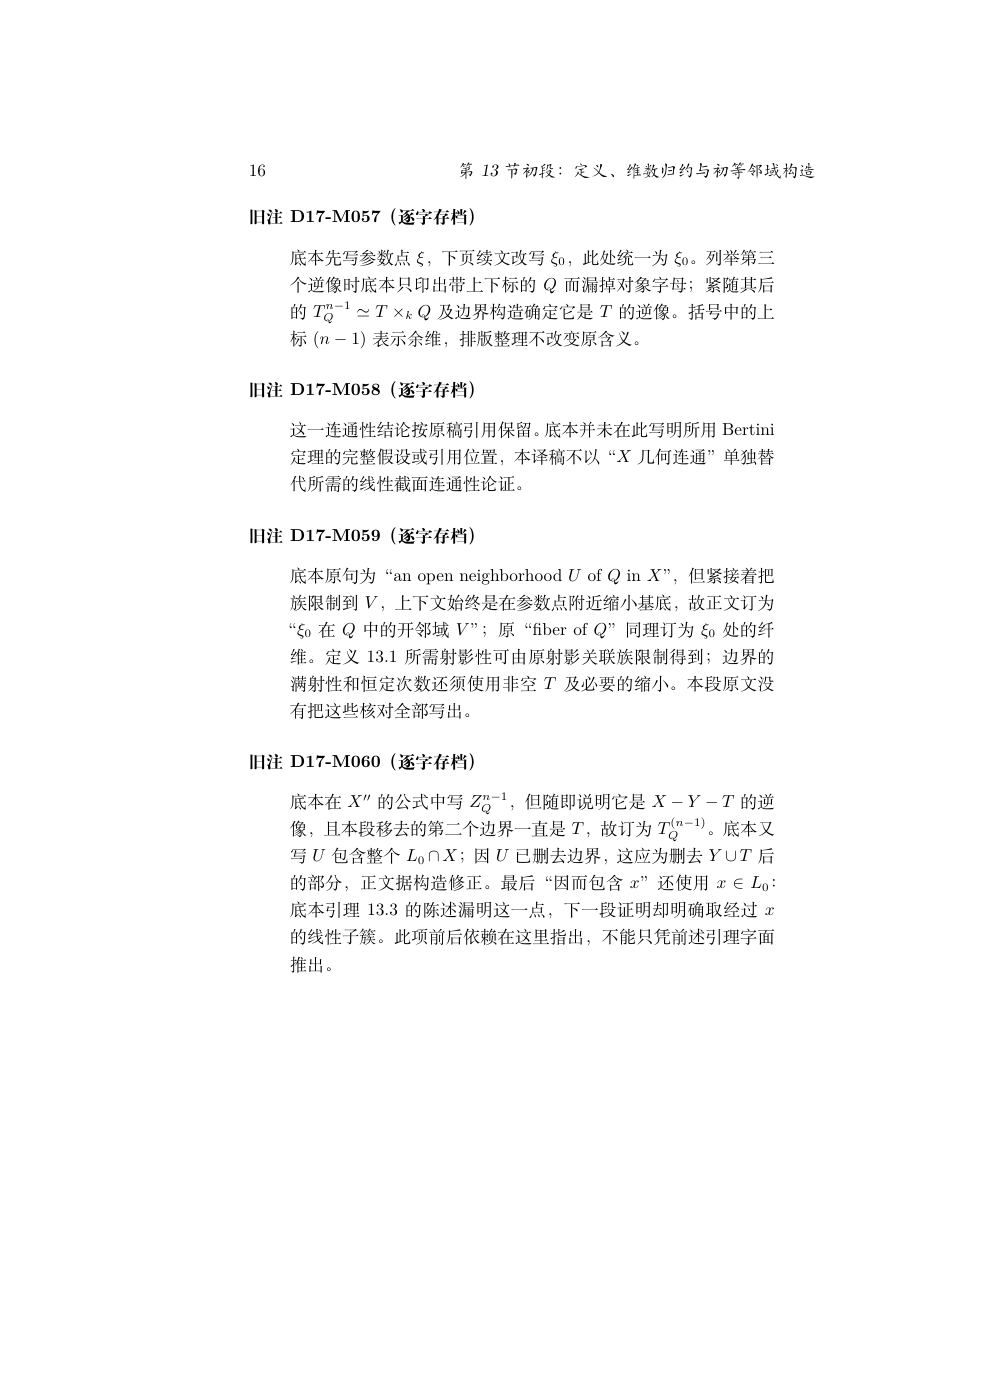 16 第 13 节初段：定义、维数归约与初等邻域构造
旧注 D17-M057（逐字存档）
底本先写参数点 ξ，下页续文改写 ξ₀，此处统一为 ξ₀。列举第三
个逆像时底本只印出带上下标的 Q 而漏掉对象字母；紧随其后
的 T_Q^{n−1} ≃ T ×ₖ Q 及边界构造确定它是 T 的逆像。括号中的上
标 (n − 1) 表示余维，排版整理不改变原含义。
旧注 D17-M058（逐字存档）
这一连通性结论按原稿引用保留。底本并未在此写明所用 Bertini
定理的完整假设或引用位置，本译稿不以 “X 几何连通” 单独替
代所需的线性截面连通性论证。
旧注 D17-M059（逐字存档）
底本原句为 “an open neighborhood U of Q in X”，但紧接着把
族限制到 V，上下文始终是在参数点附近缩小基底，故正文订为
“ξ₀ 在 Q 中的开邻域 V”；原 “fiber of Q” 同理订为 ξ₀ 处的纤
维。定义 13.1 所需射影性可由原射影关联族限制得到；边界的
满射性和恒定次数还须使用非空 T 及必要的缩小。本段原文没
有把这些核对全部写出。
旧注 D17-M060（逐字存档）
底本在 X″ 的公式中写 Z_Q^{n−1}，但随即说明它是 X − Y − T 的逆
像，且本段移去的第二个边界一直是 T，故订为 T_Q^{(n−1)}。底本又
写 U 包含整个 L₀ ∩ X；因 U 已删去边界，这应为删去 Y ∪ T 后
的部分，正文据构造修正。最后 “因而包含 x” 还使用 x ∈ L₀：
底本引理 13.3 的陈述漏明这一点，下一段证明却明确取经过 x
的线性子簇。此项前后依赖在这里指出，不能只凭前述引理字面
推出。